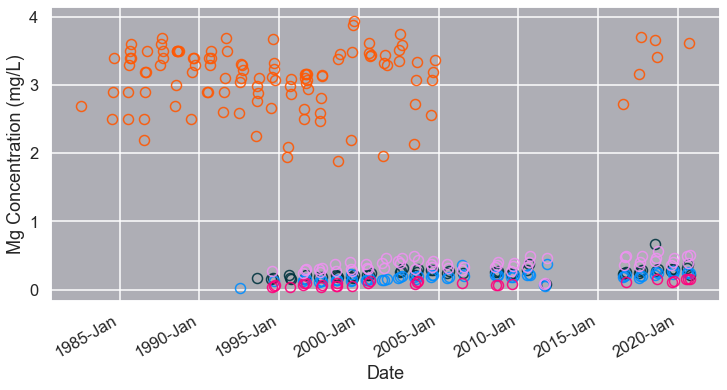 4
3
2
1
0
Mg Concentration (mg/L)
1985-Jan
1990-Jan
1995-Jan
2000-Jan
2005-Jan
2010-Jan
2015-Jan
2020-Jan
Date